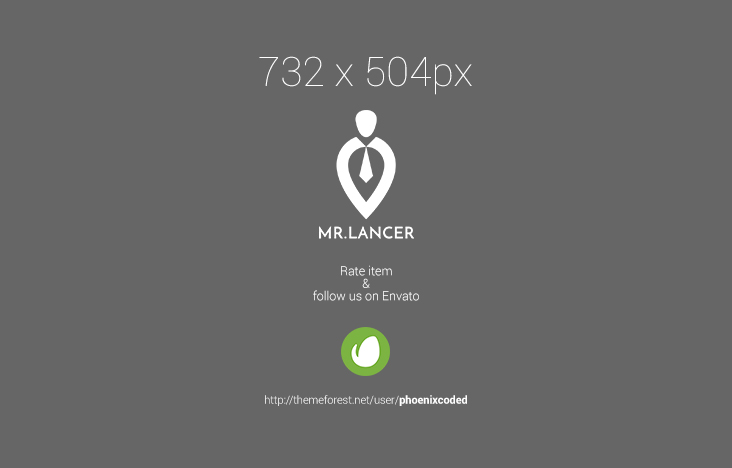 732 x 504px
MR.LANCER
Rate item
&
follow us on Envato
http://themeforest.net/user/phoenixcoded